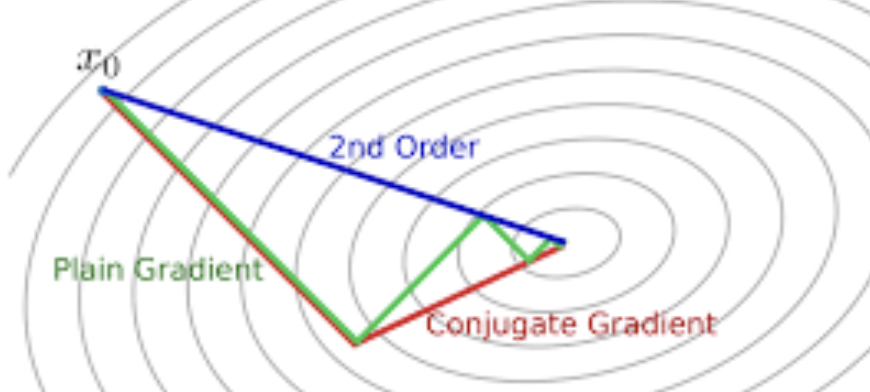 x₀
2nd Order
Plain Gradient
Conjugate Gradient